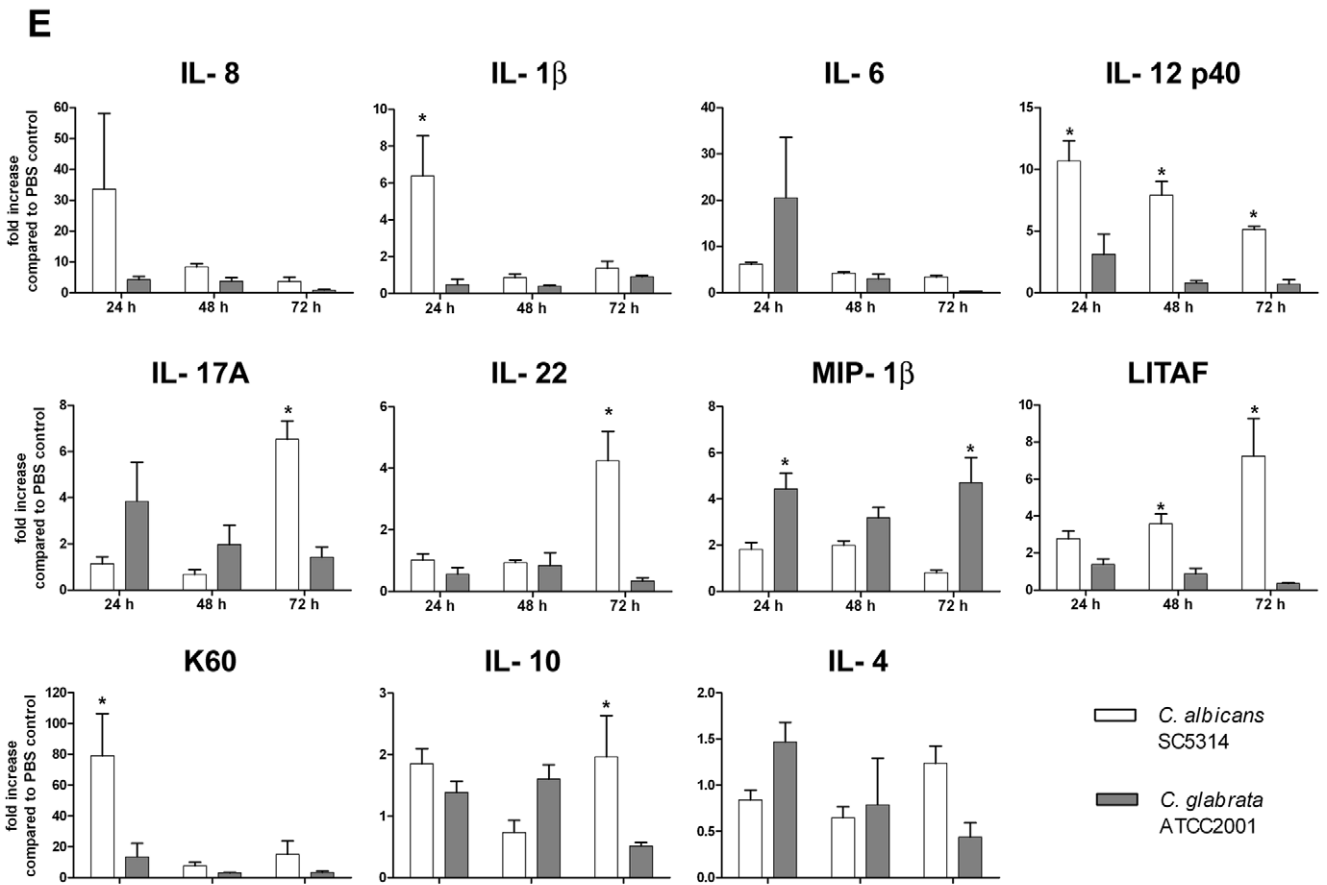 E
IL- 8 IL- 1β IL- 6 IL- 12 p40
fold increase
compared to PBS control
60
50
40
30
20
10
0
24 h 48 h 72 h
10
8
6
4
2
0
*
24 h 48 h 72 h
40
30
20
10
0
24 h 48 h 72 h
15
10
5
0
* * *
24 h 48 h 72 h
IL- 17A IL- 22 MIP- 1β LITAF
fold increase
compared to PBS control
8
6
4
2
0
*
24 h 48 h 72 h
6
4
2
0
*
24 h 48 h 72 h
8
6
4
2
0
* *
24 h 48 h 72 h
10
8
6
4
2
0
* *
24 h 48 h 72 h
K60 IL- 10 IL- 4
fold increase
compared to PBS control
120
100
80
60
40
20
0
*
3
2
1
0
*
2.0
1.5
1.0
0.5
0.0
C. albicans
SC5314
C. glabrata
ATCC2001